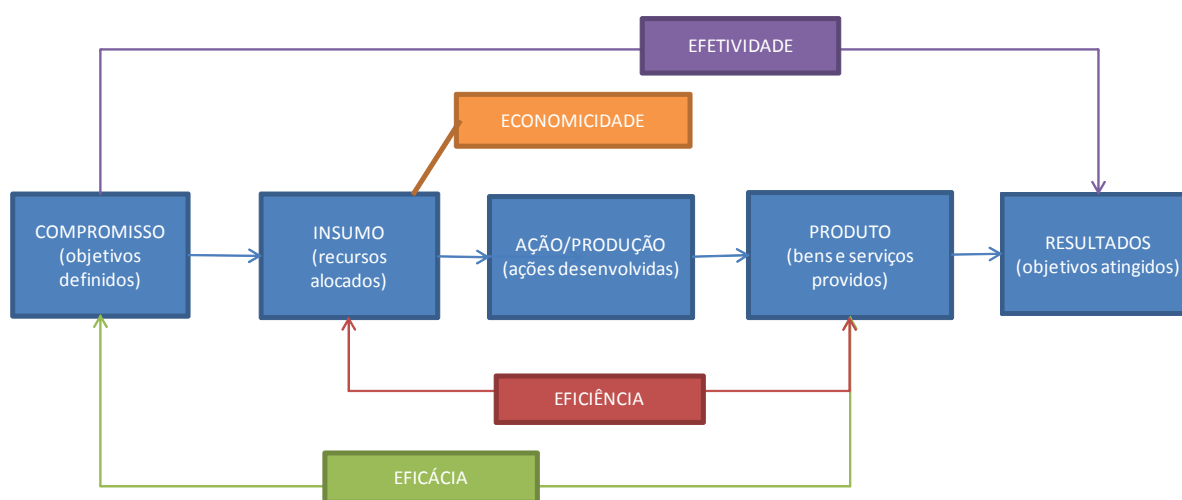 EFETIVIDADE
ECONOMICIDADE
COMPROMISSO
(objetivos
definidos)
INSUMO
(recursos
alocados)
AÇÃO/PRODUÇÃO
(ações desenvolvidas)
PRODUTO
(bens e serviços
providos)
RESULTADOS
(objetivos atingidos)
EFICIÊNCIA
EFICÁCIA